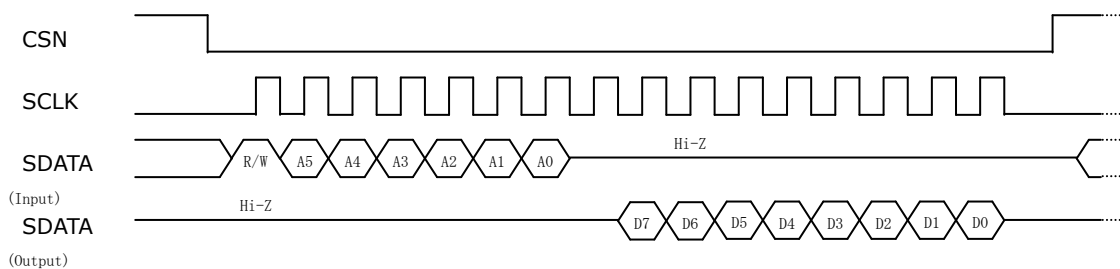 CSN
SCLK
SDATA R/W A5 A4 A3 A2 A1 A0 Hi-Z
(Input)
SDATA Hi-Z D7 D6 D5 D4 D3 D2 D1 D0
(Output)